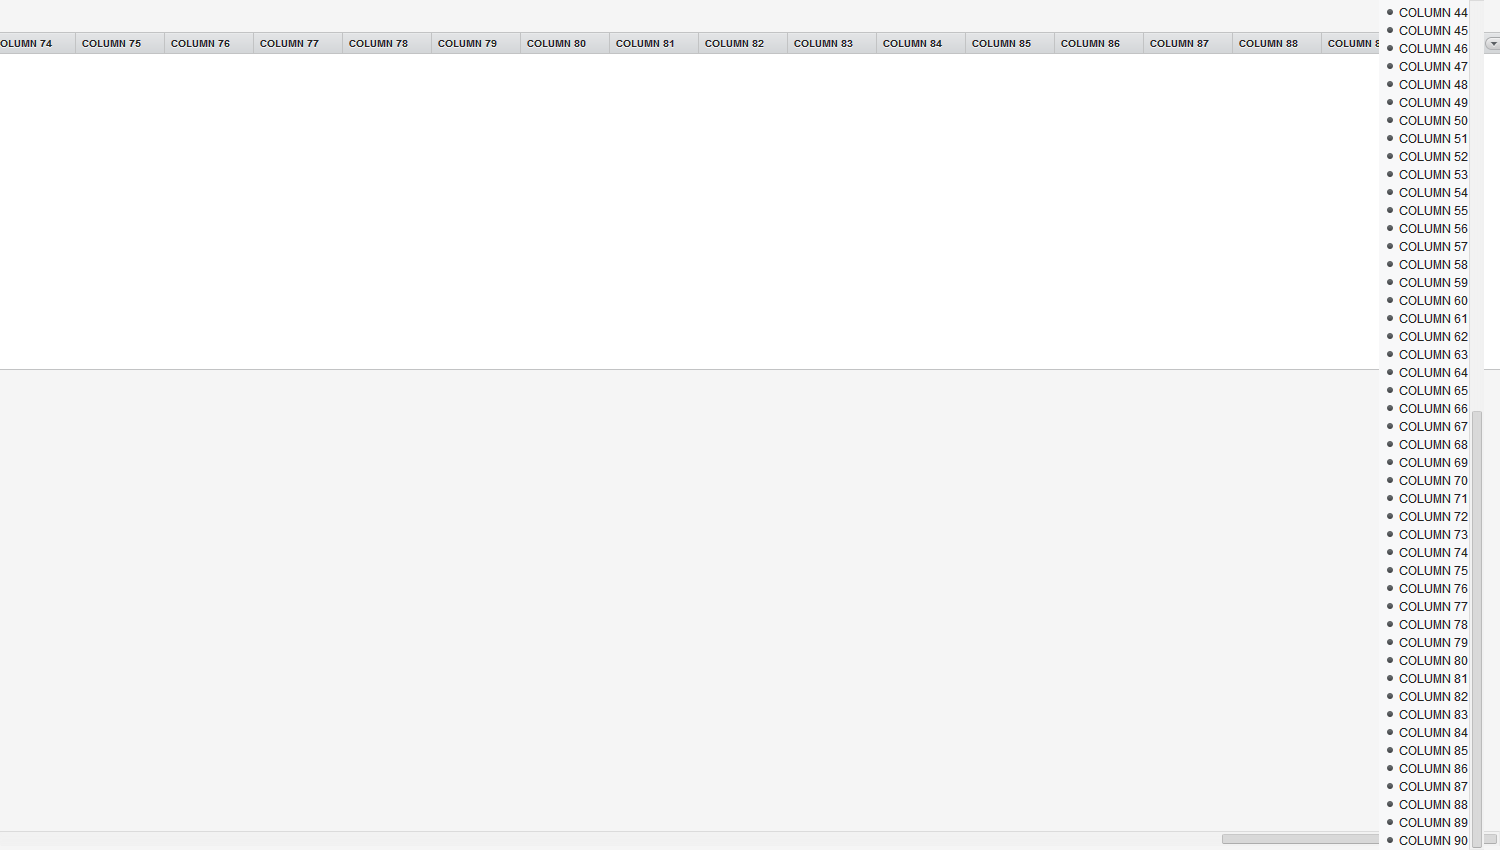 OLUMN 74 COLUMN 75 COLUMN 76 COLUMN 77 COLUMN 78 COLUMN 79 COLUMN 80 COLUMN 81 COLUMN 82 COLUMN 83 COLUMN 84 COLUMN 85 COLUMN 86 COLUMN 87 COLUMN 88 COLUMN 8
COLUMN 44
COLUMN 45
COLUMN 46
COLUMN 47
COLUMN 48
COLUMN 49
COLUMN 50
COLUMN 51
COLUMN 52
COLUMN 53
COLUMN 54
COLUMN 55
COLUMN 56
COLUMN 57
COLUMN 58
COLUMN 59
COLUMN 60
COLUMN 61
COLUMN 62
COLUMN 63
COLUMN 64
COLUMN 65
COLUMN 66
COLUMN 67
COLUMN 68
COLUMN 69
COLUMN 70
COLUMN 71
COLUMN 72
COLUMN 73
COLUMN 74
COLUMN 75
COLUMN 76
COLUMN 77
COLUMN 78
COLUMN 79
COLUMN 80
COLUMN 81
COLUMN 82
COLUMN 83
COLUMN 84
COLUMN 85
COLUMN 86
COLUMN 87
COLUMN 88
COLUMN 89
COLUMN 90